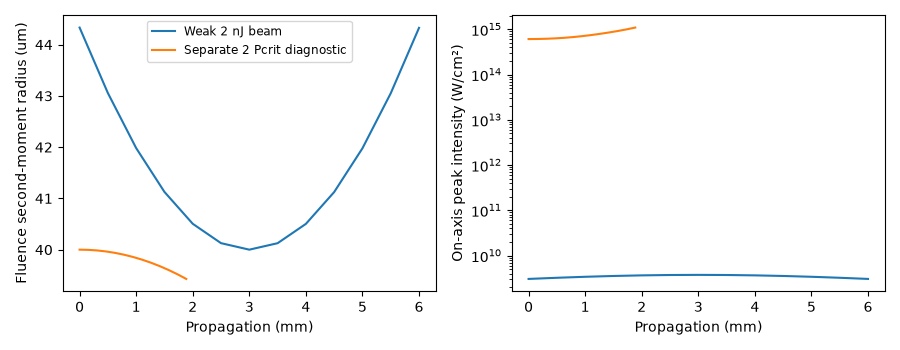 Fluence second-moment radius (um)
44
43
42
41
40
Weak 2 nJ beam
Separate 2 Pcrit diagnostic
0 1 2 3 4 5 6
Propagation (mm)
On-axis peak intensity (W/cm²)
10¹⁵
10¹⁴
10¹³
10¹²
10¹¹
10¹⁰
0 1 2 3 4 5 6
Propagation (mm)